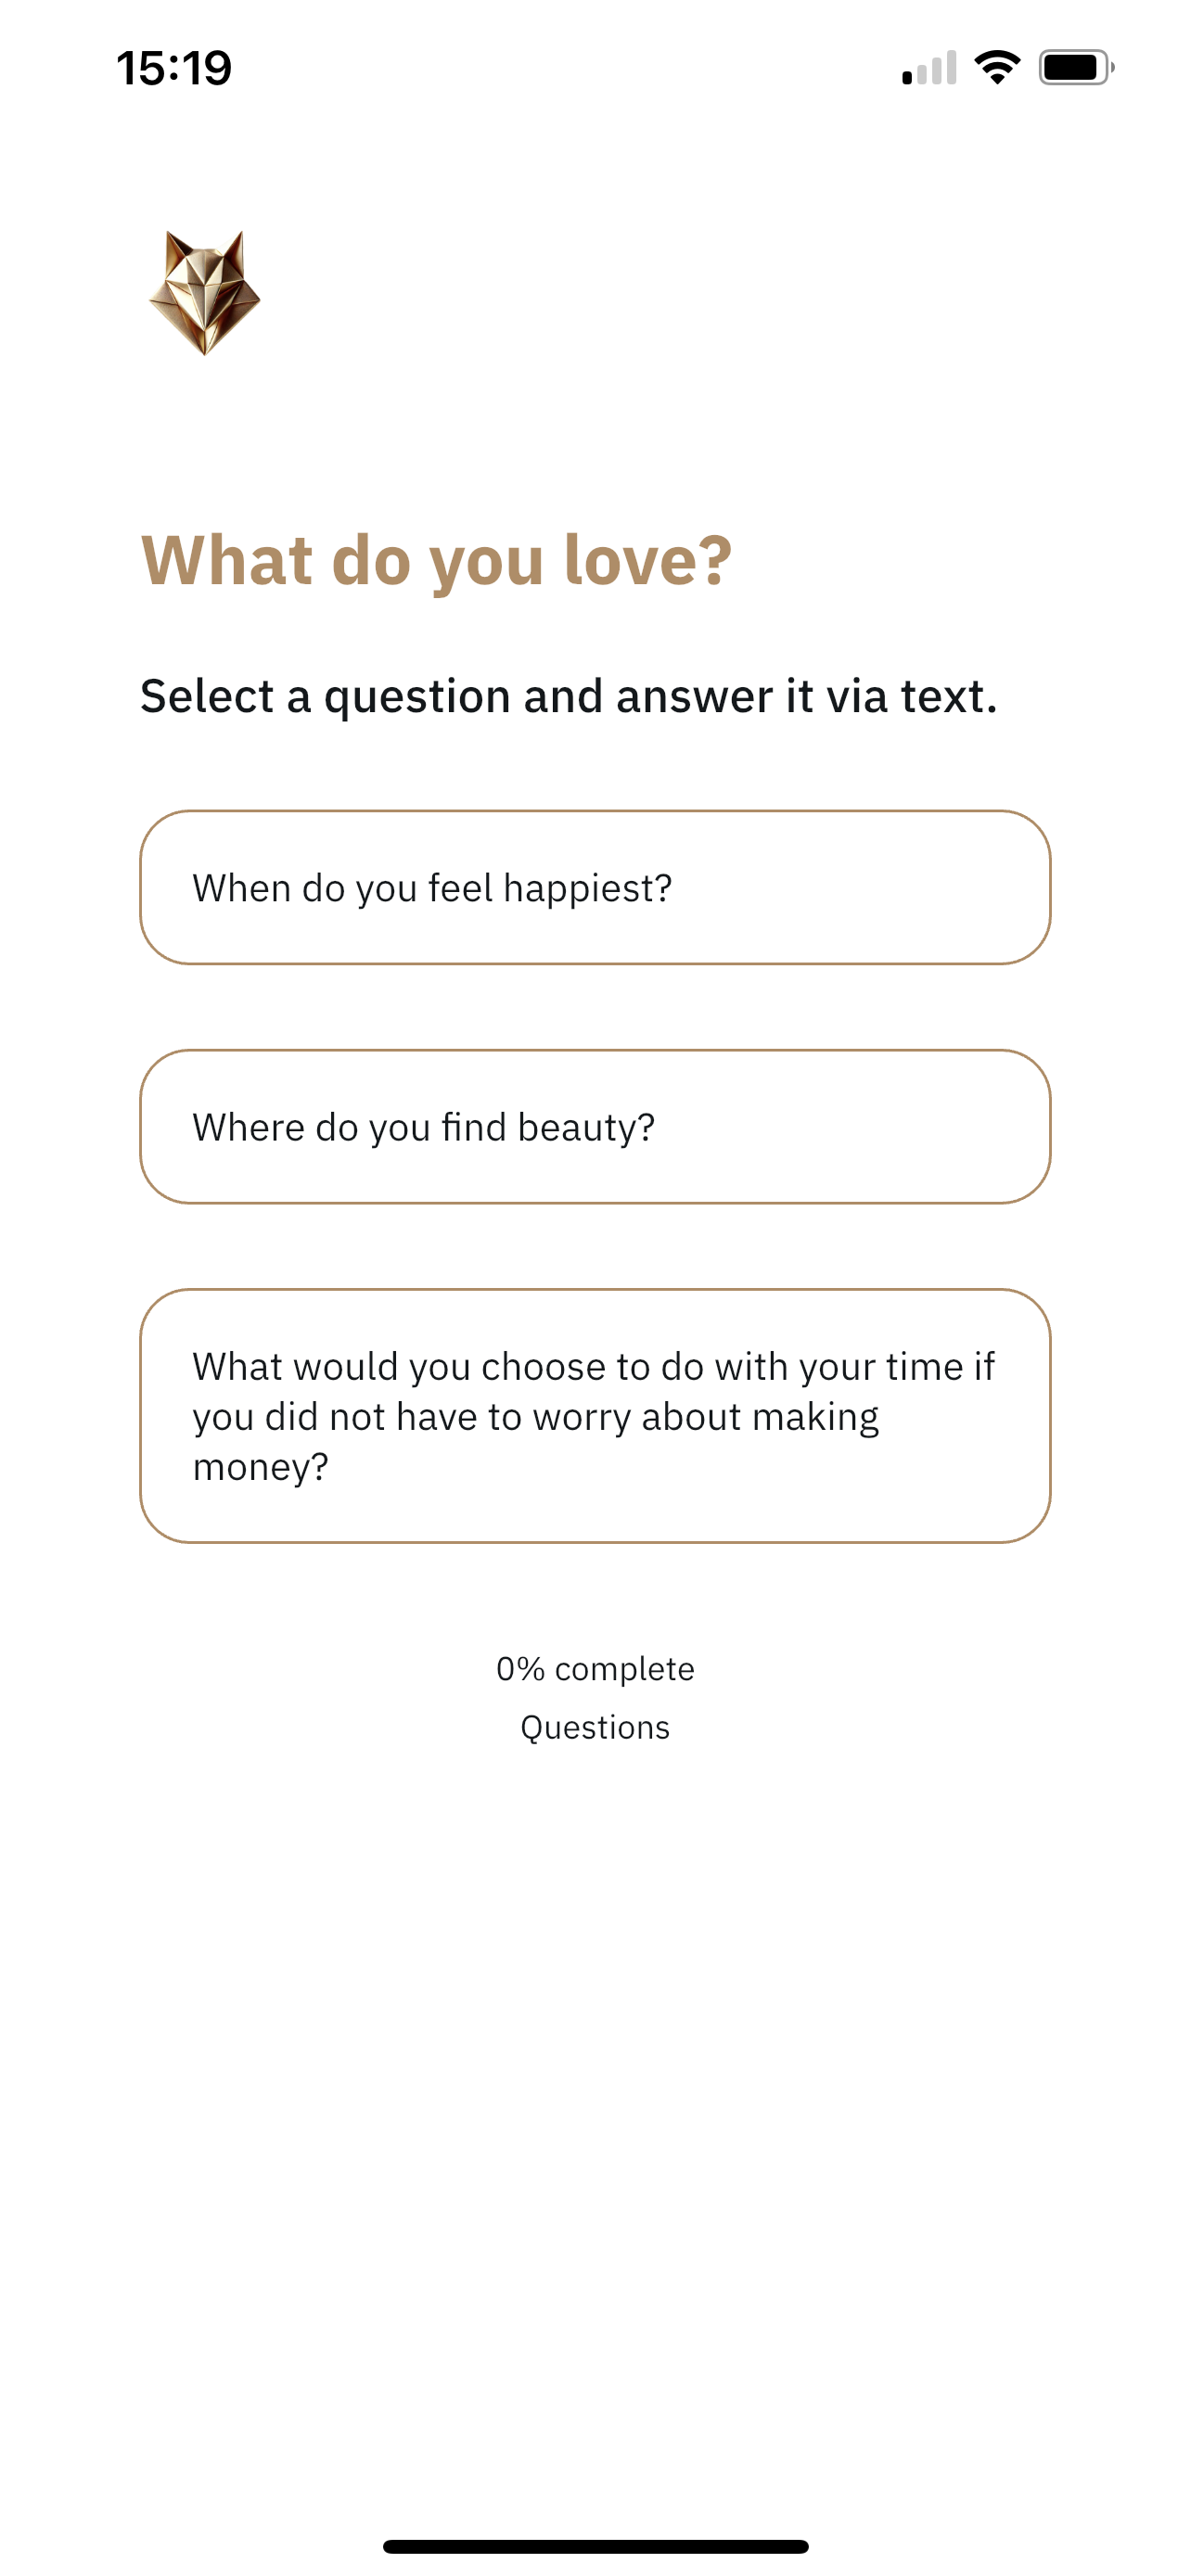 15:19
What do you love?
Select a question and answer it via text.
When do you feel happiest?
Where do you find beauty?
What would you choose to do with your time if
you did not have to worry about making
money?
0% complete
Questions